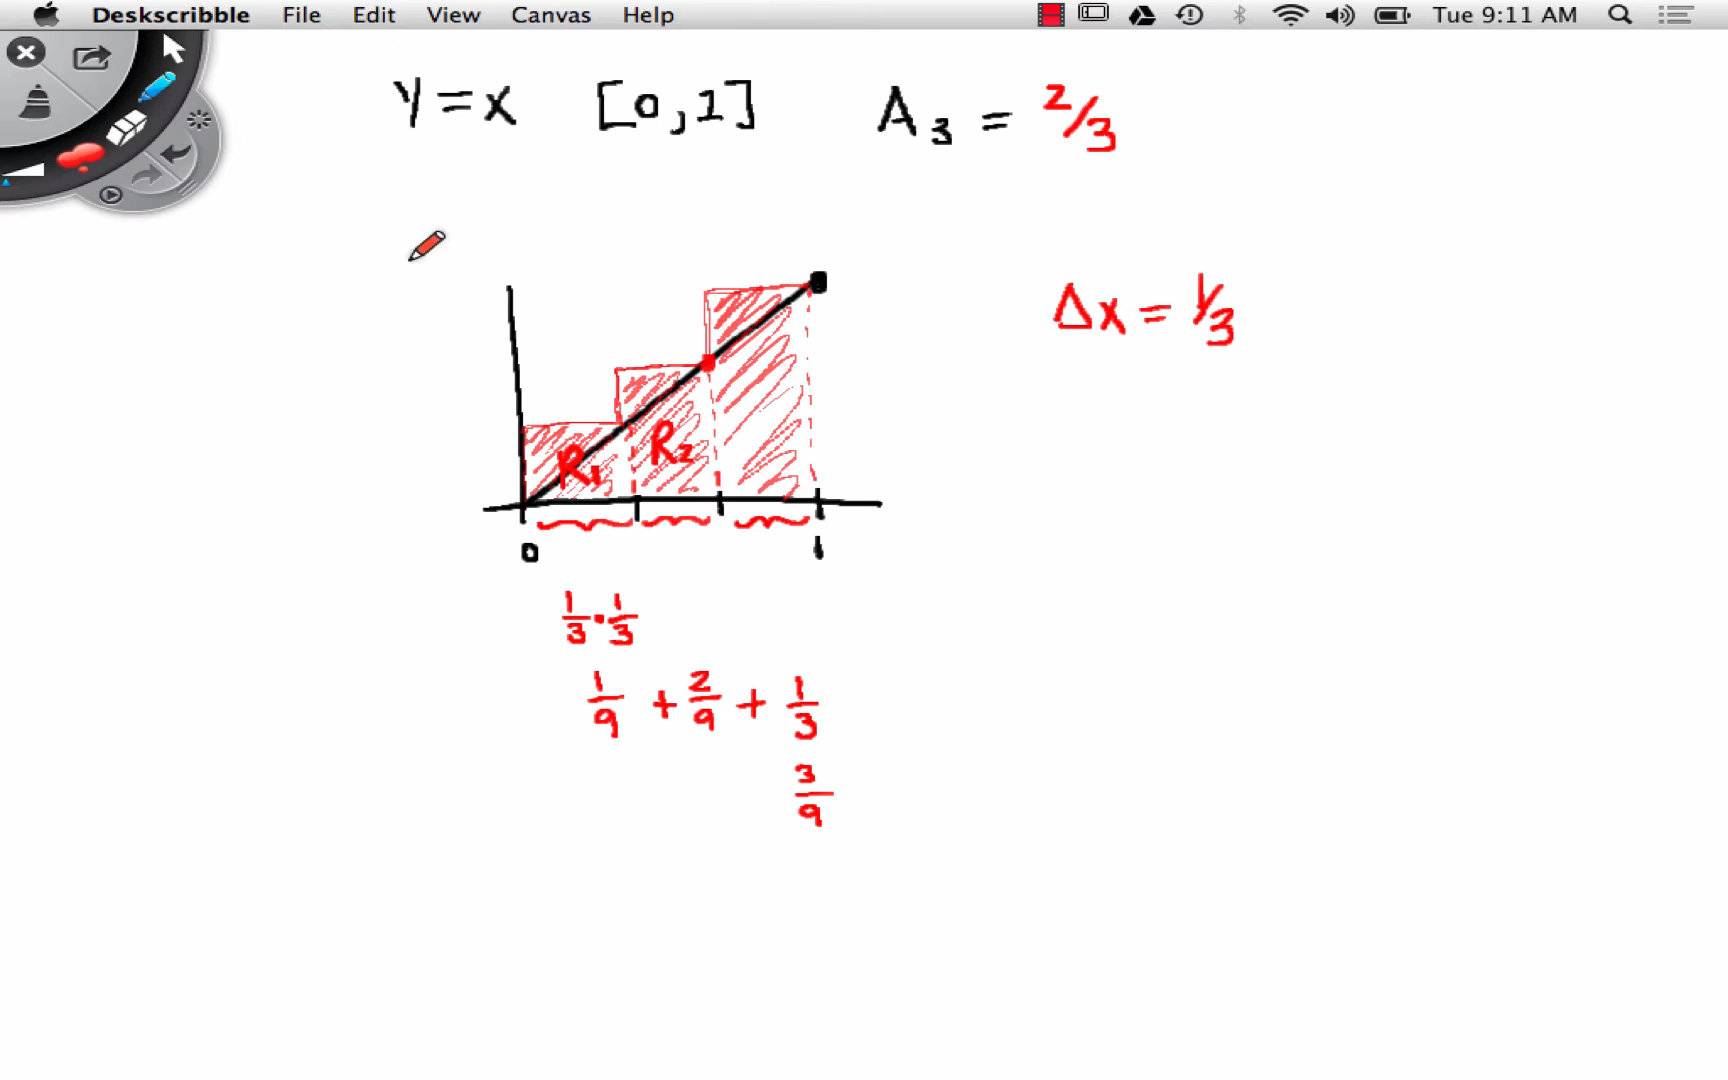 Deskscribble File Edit View Canvas Help Tue 9:11 AM
Y = x [0,1] A₃ = 2/3
Δx = 1/3
R₁ R₂
0 1
1/3 · 1/3
1/9 + 2/9 + 1/3
3/9